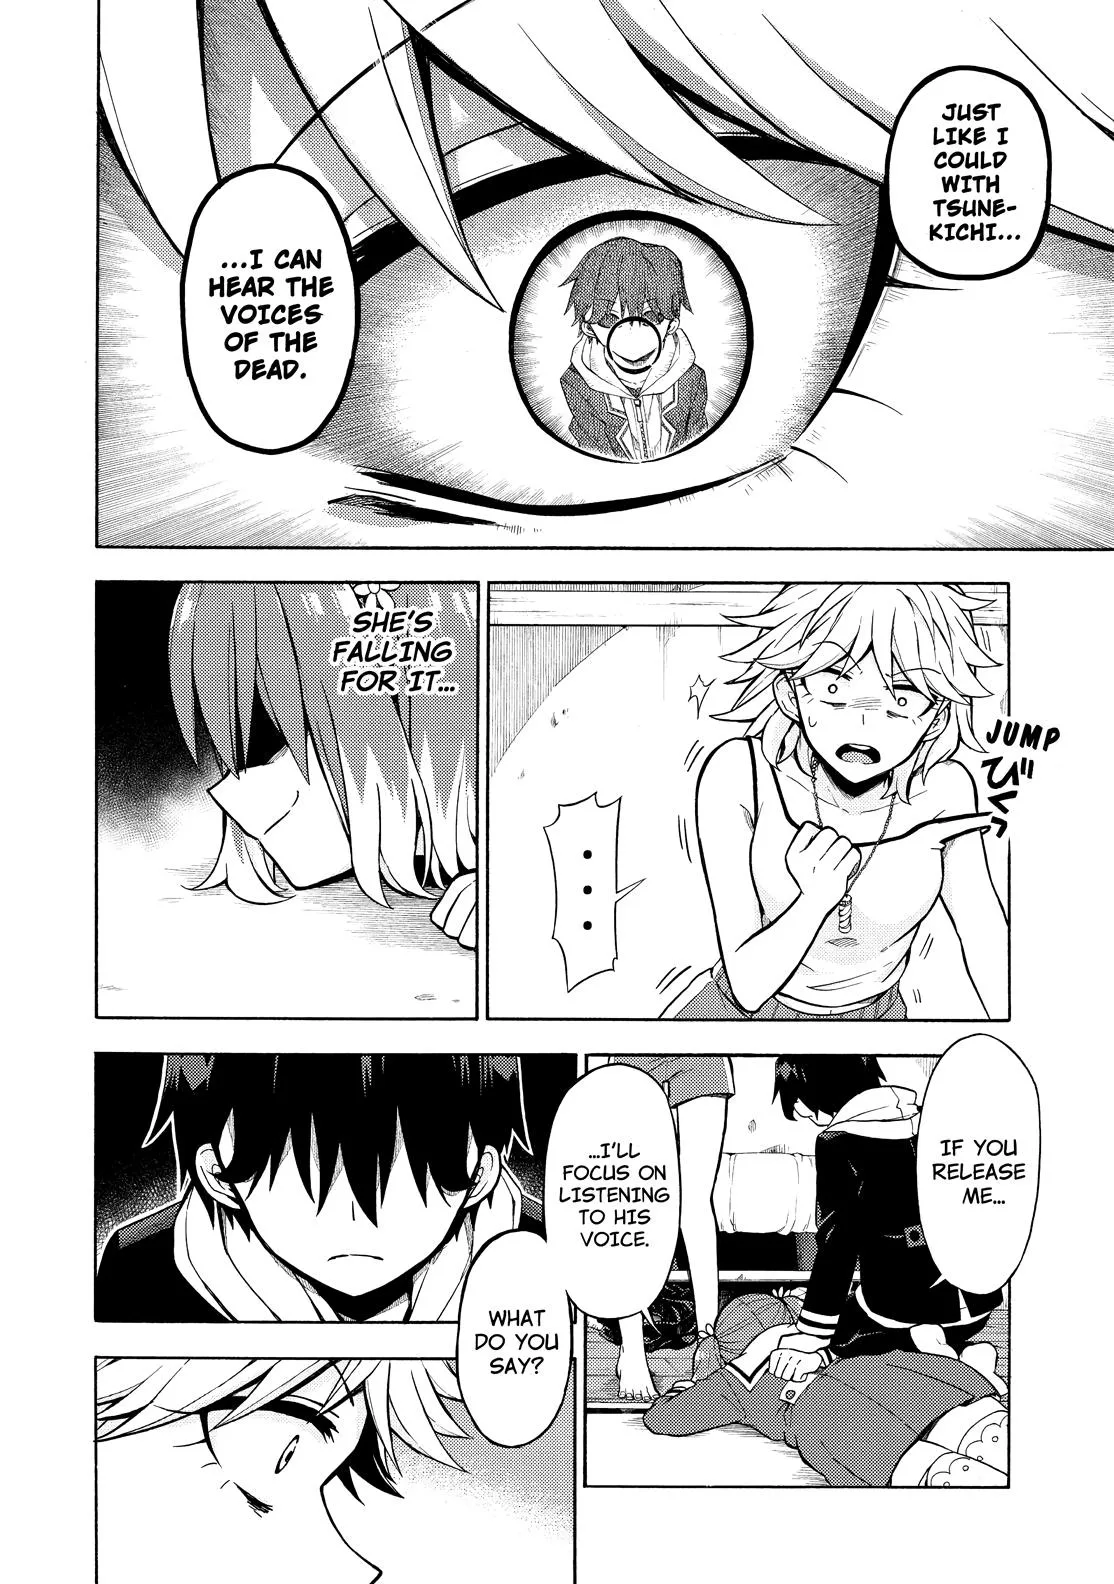 JUST
LIKE I
COULD
WITH
TSUNE-
KICHI...
...I CAN
HEAR THE
VOICES
OF THE
DEAD.
JUMP
びくっ
...
SHE'S
FALLING
FOR IT...
IF YOU
RELEASE
ME...
...I'LL
FOCUS ON
LISTENING
TO HIS
VOICE.
WHAT
DO YOU
SAY?